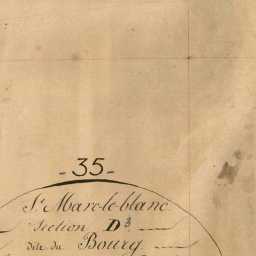 - 35 -
St Marc-le-blanc
Section D3
dite du Bourg